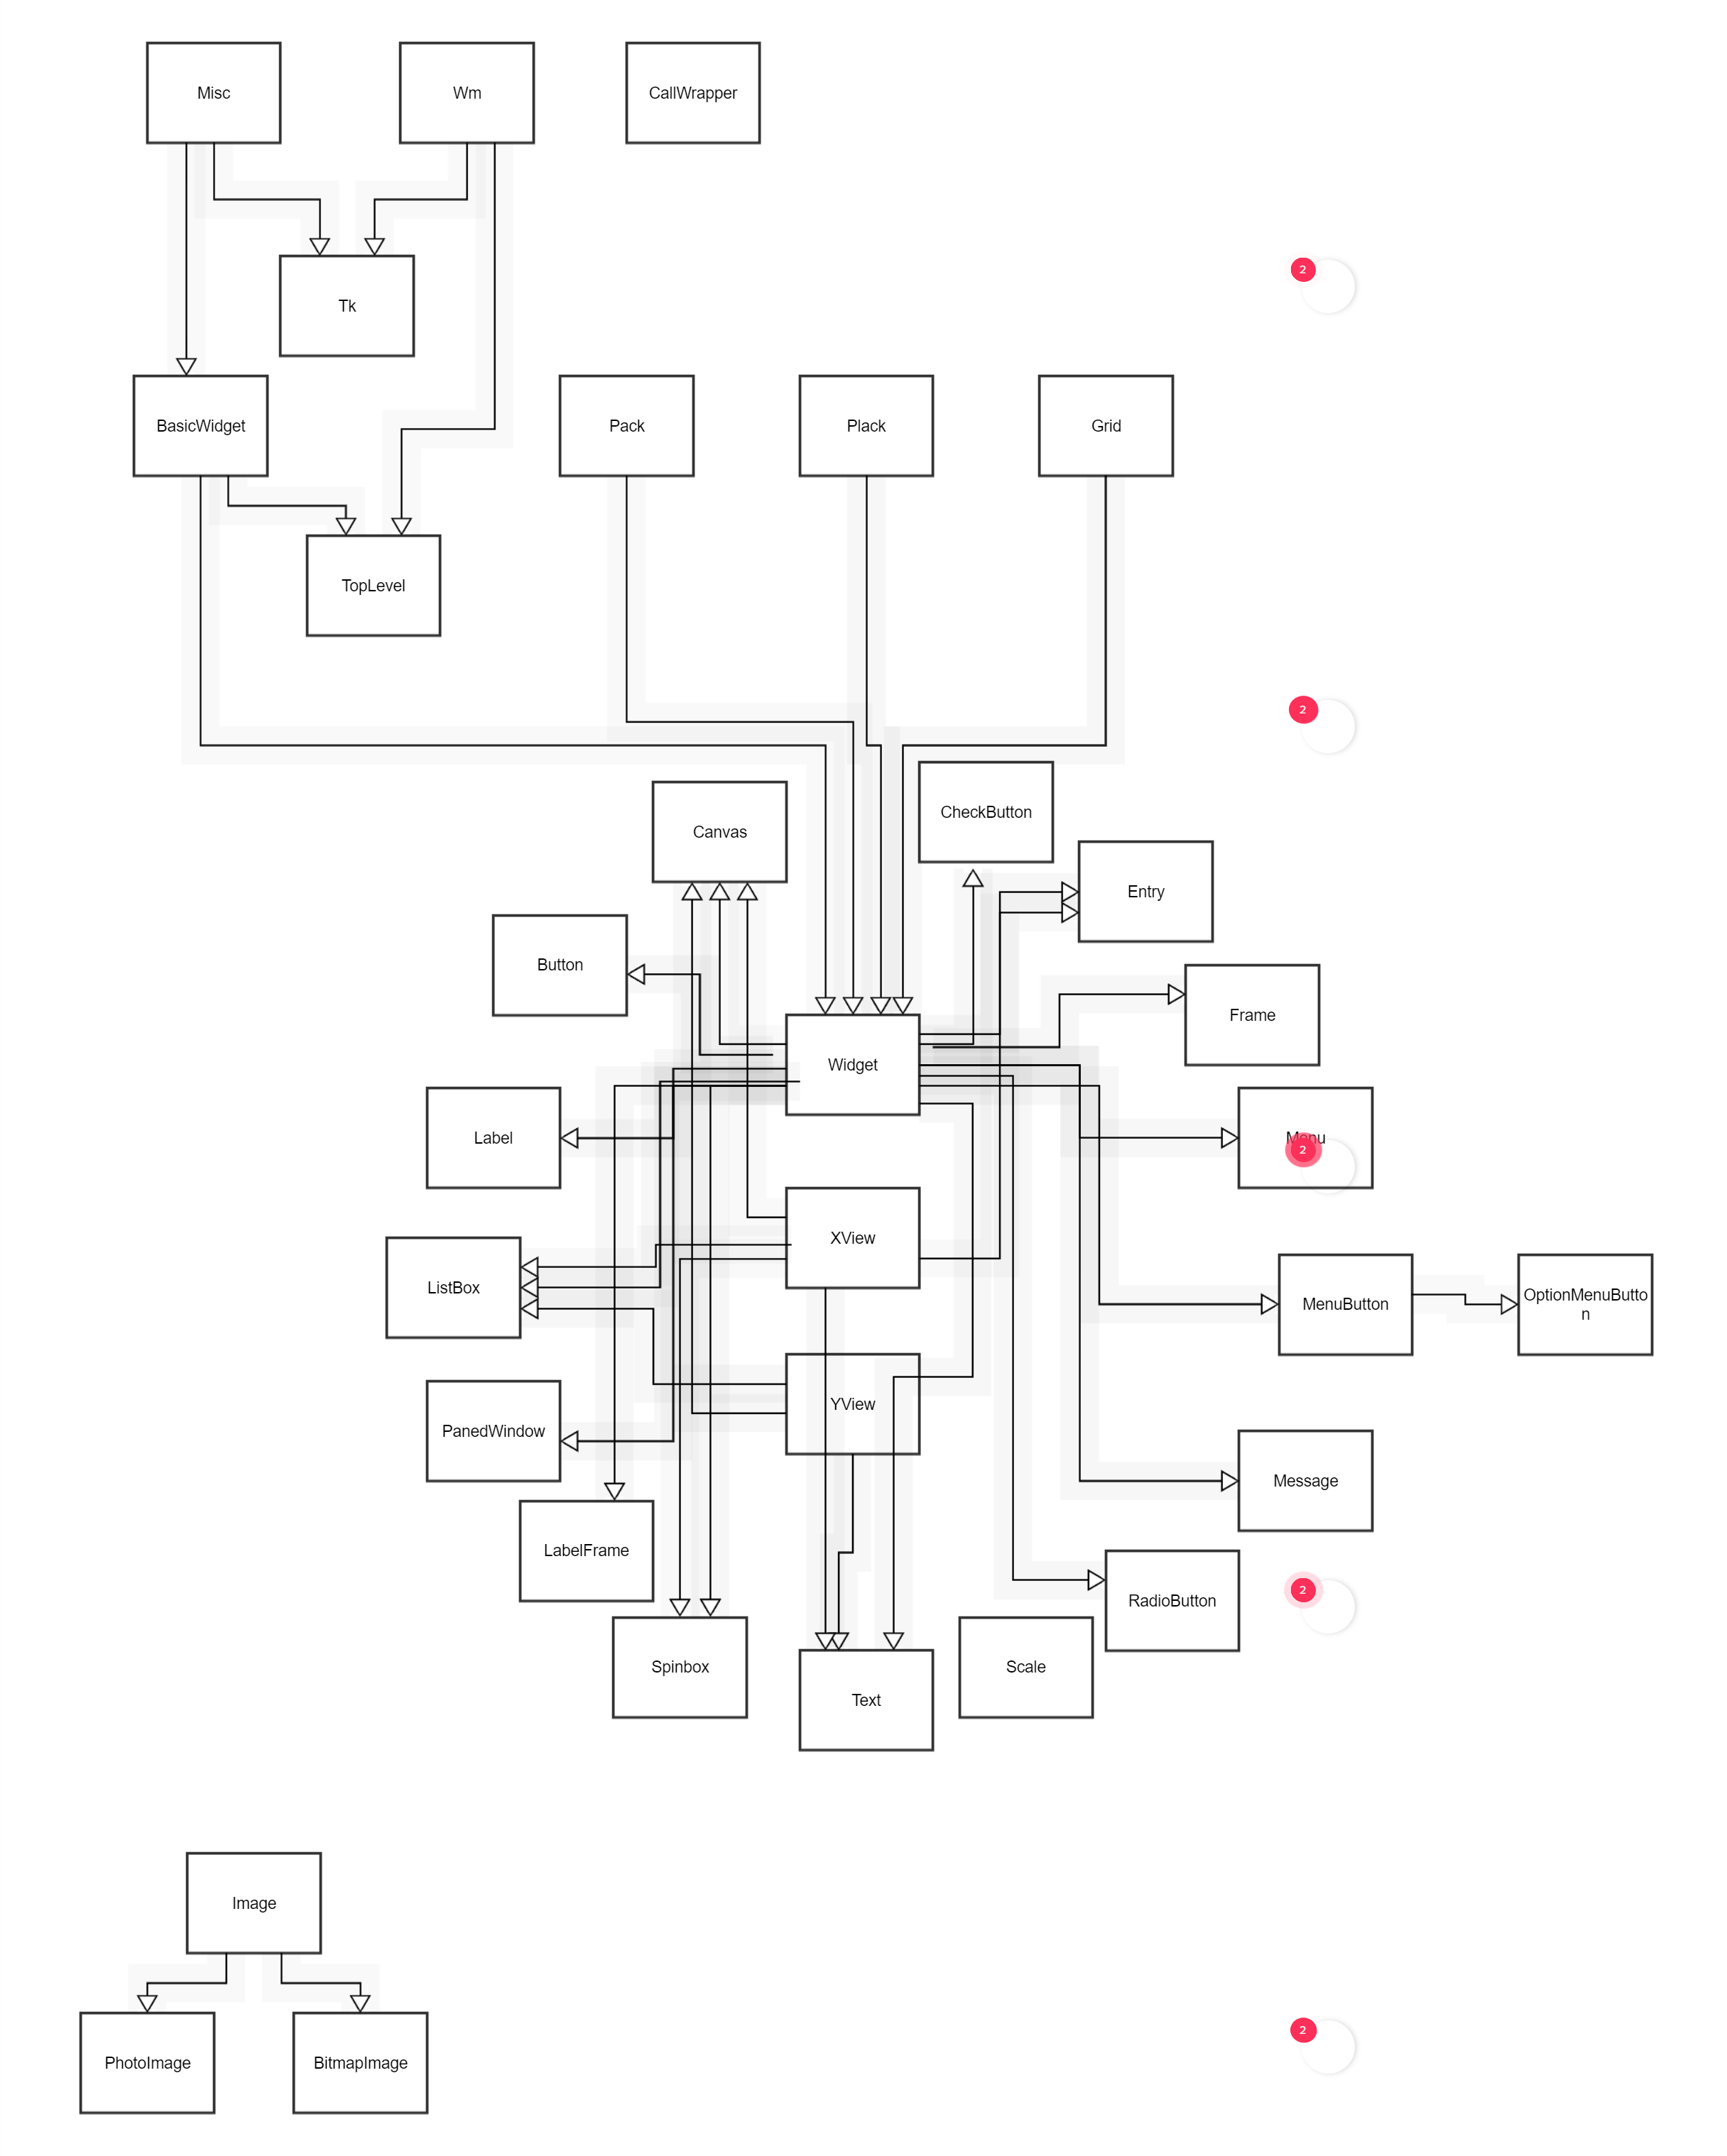 Misc
Wm
CallWrapper
2
Tk
BasicWidget
Pack
Plack
Grid
TopLevel
2
CheckButton
Canvas
Entry
Button
Frame
Widget
Label
Menu
2
XView
ListBox
MenuButton
OptionMenuButto
n
YView
PanedWindow
Message
LabelFrame
2
RadioButton
Spinbox
Scale
Text
Image
2
PhotoImage
BitmapImage